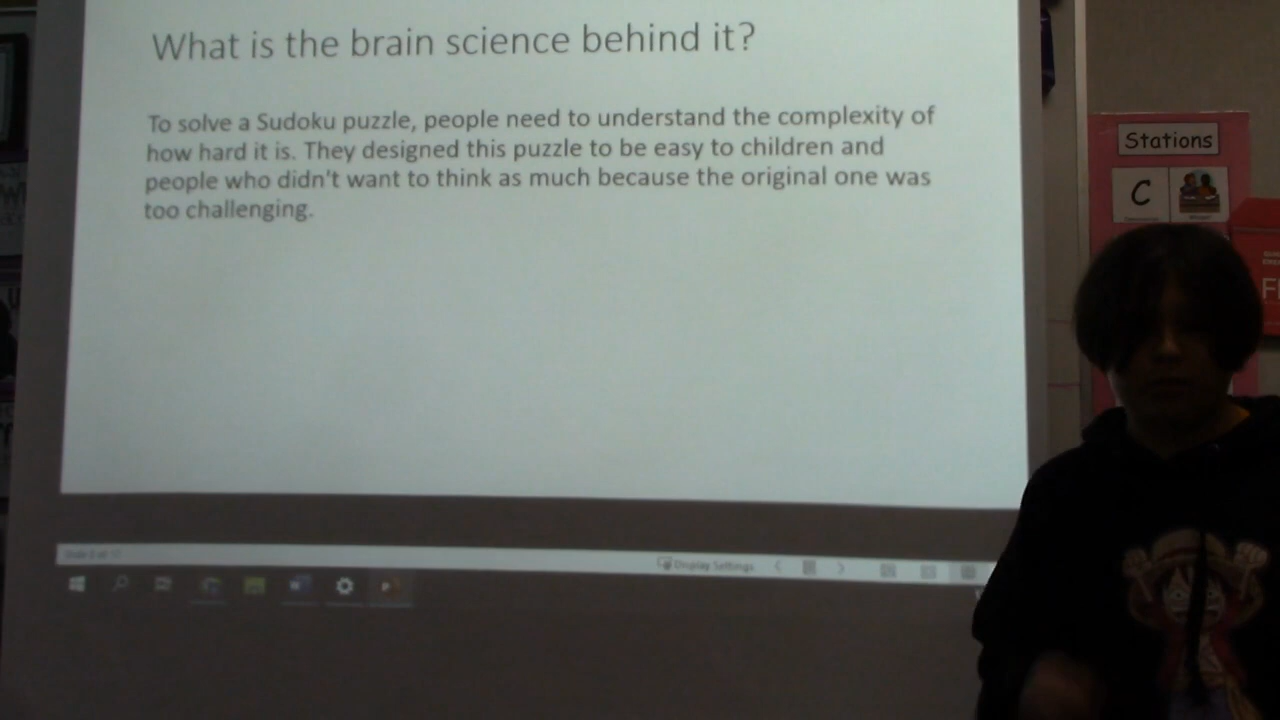 What is the brain science behind it?
To solve a Sudoku puzzle, people need to understand the complexity of
how hard it is. They designed this puzzle to be easy to children and
people who didn't want to think as much because the original one was
too challenging.
Stations
C
Display Settings